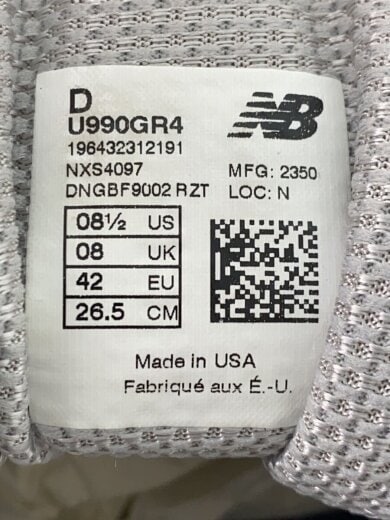 D
U990GR4
NB
196432312191
NXS4097 MFG: 2350
DNGBF9002 RZT LOC: N
08½ US
08 UK
42 EU
26.5 CM
Made in USA
Fabriqué aux É.-U.